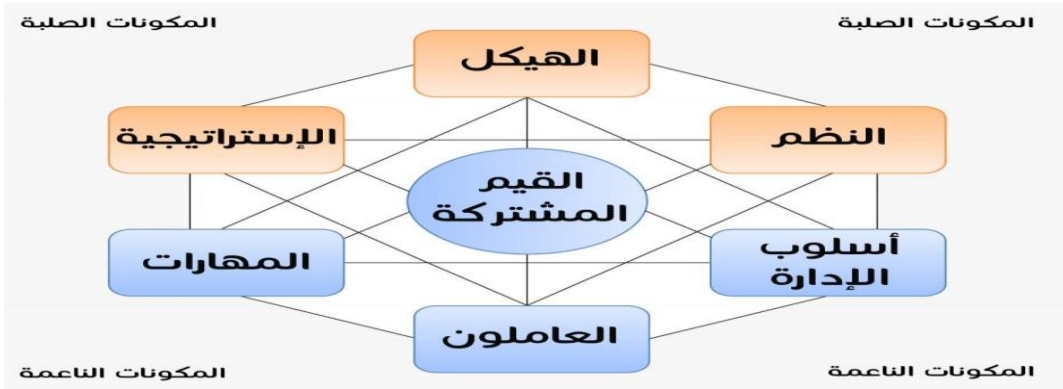 المكونات الصلبة
المكونات الصلبة
الهيكل
النظم
الإستراتيجية
القيم
المشتركة
أسلوب
الإدارة
المهارات
العاملون
المكونات الناعمة
المكونات الناعمة